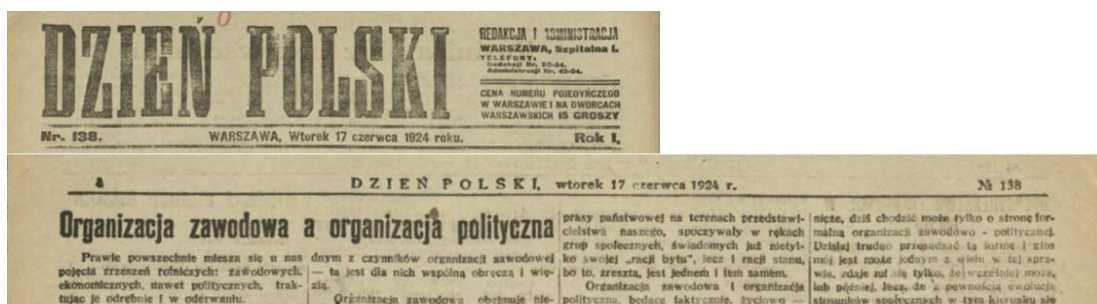 DZIEŃ POLSKI
REDAKCJA I ADMINISTRACJA
WARSZAWA, Szpitalna 1.
TELEFONY:
CENA NUMERU POJEDYŃCZEGO
W WARSZAWIE I NA DWORCACH
WARSZAWSKICH 15 GROSZY
Nr. 138. WARSZAWA, Wtorek 17 czerwca 1924 roku. Rok I.
4 DZIEŃ POLSKI, wtorek 17 czerwca 1924 r. № 138
Organizacja zawodowa a organizacja polityczna
Prawie powszechnie miesza się u nas
pojęcia zrzeszeń rolniczych: zawodowych,
ekonomicznych, nawet politycznych, trak-
tując je odrębnie i w oderwaniu.
dnym z czynników organizacji zawodowej
— ta jest dla nich wspólną obręczą i wię-
zią.
Organizacja zawodowa obejmuje nie-
prasy państwowej na terenach przedstawi-
cielstwa naszego, spoczywały w rękach
grup społecznych, świadomych już nietyl-
ko swojej „racji bytu“, lecz i racji stanu,
bo to, zresztą, jest jednem i tem samem.
Organizacja zawodowa i organizacja
polityczna, będące faktycznie, życiowo —
nięte, dziś chodzić może tylko o stronę for-
malną organizacji zawodowo - politycznej.
Dzisiaj trudno przesądzać tą formę i głos
mój jest może jednym z wielu w tej spra-
wie, zdaje mi się tylko, że wcześniej może,
lub później, lecz, że z pewnością ewolucja
stosunków społecznych w tym kierunku się